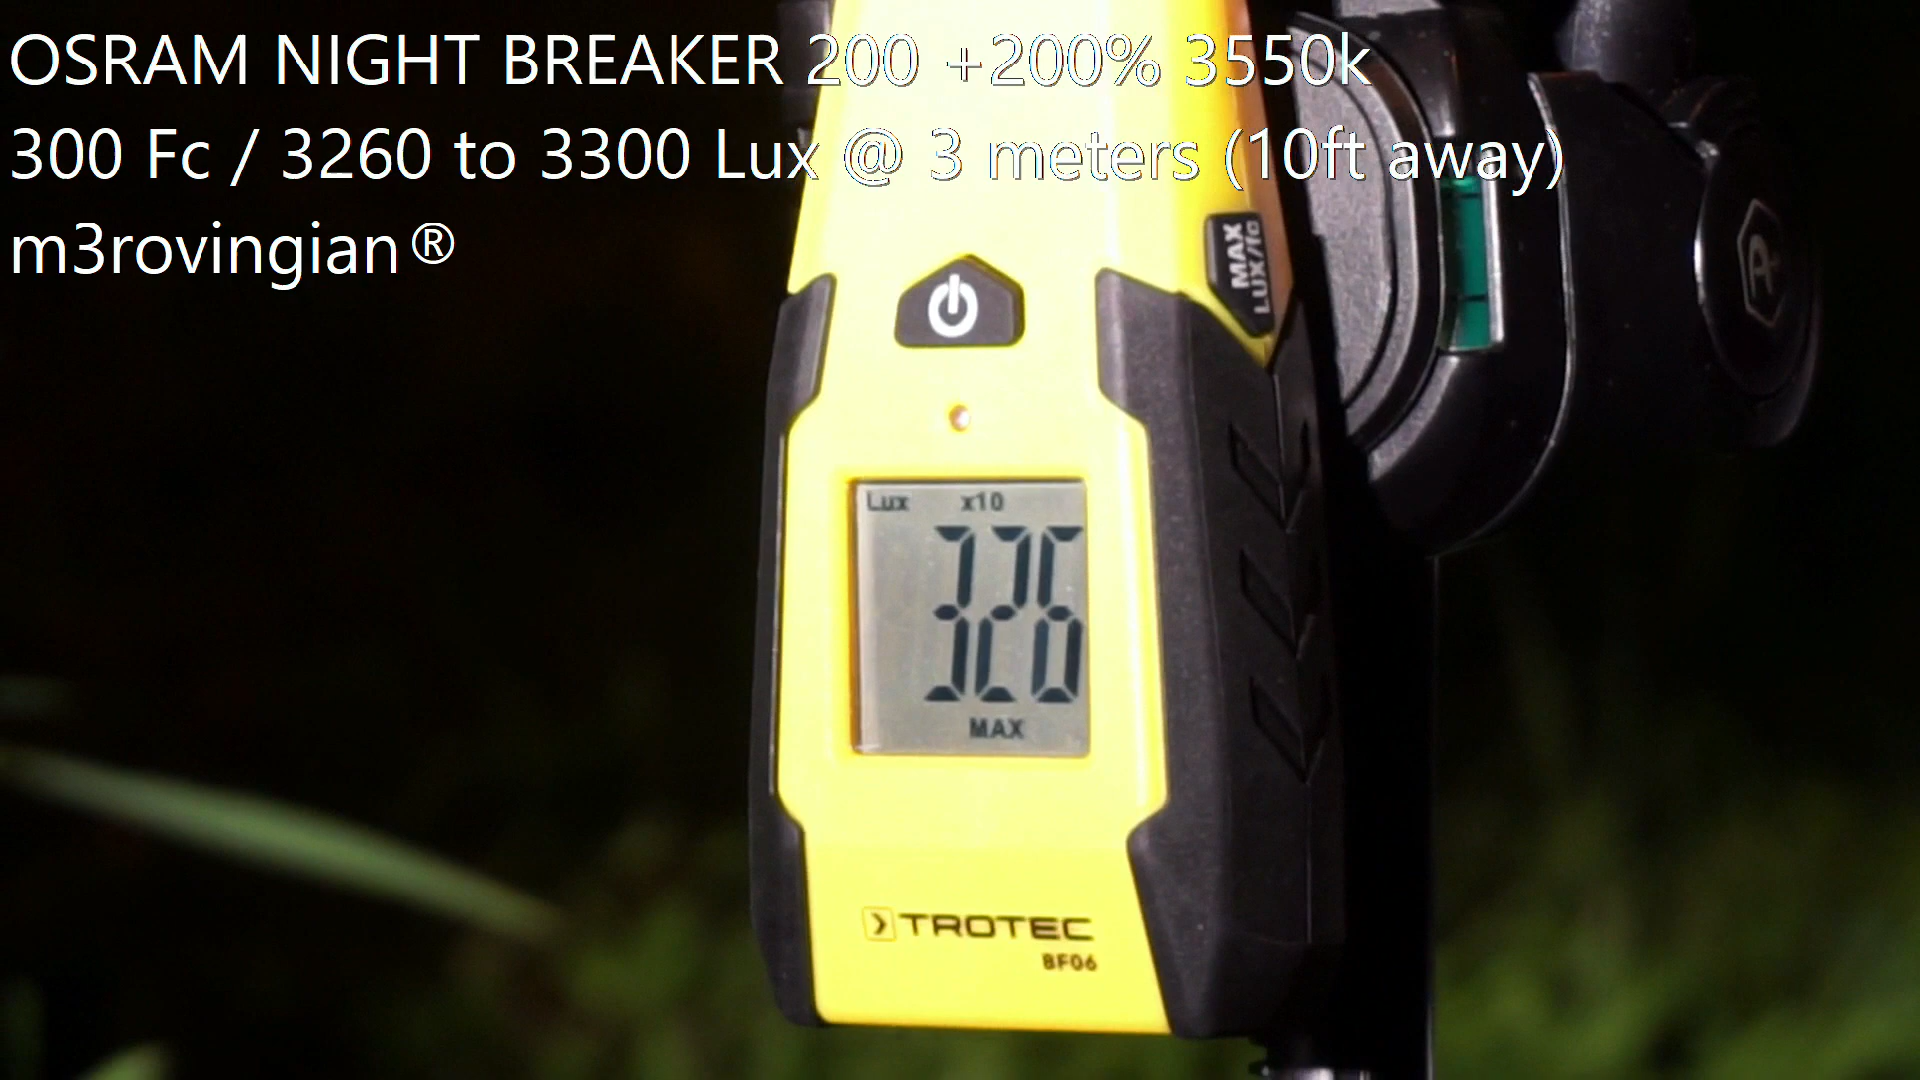 OSRAM NIGHT BREAKER 200 +200% 3550k
300 Fc / 3260 to 3300 Lux @ 3 meters (10ft away)
m3rovingian®
MAX
LUX/fc
Lux x10
326
MAX
TROTEC
BF06